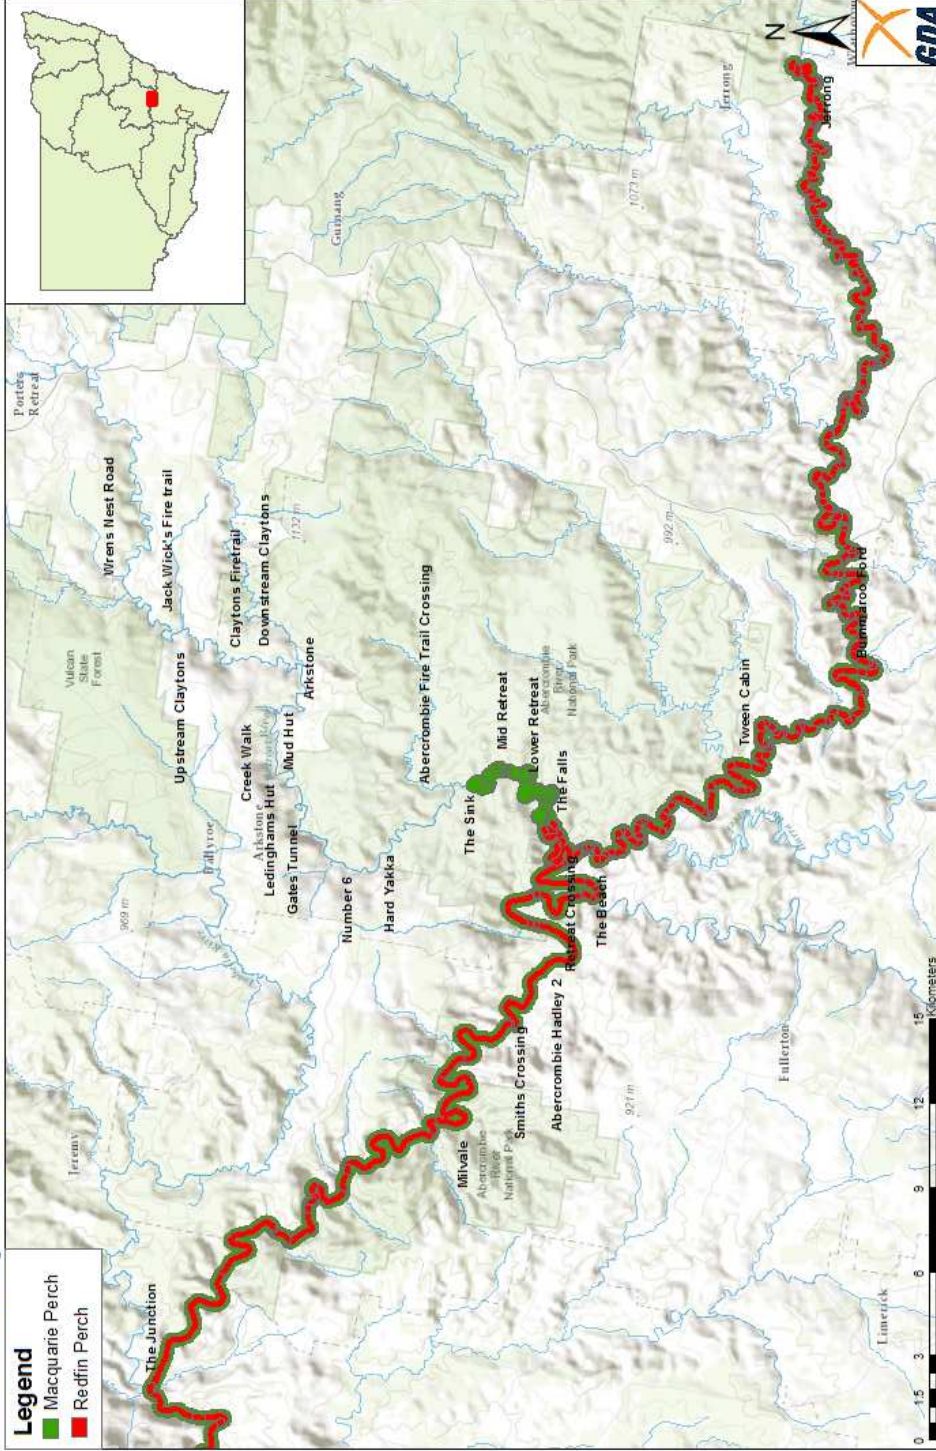 Legend
Macquarie Perch
Redfin Perch
The Junction
Jeremy
Vulcan
State
Forest
Porters
Retreat
Wrens Nest Road
Jack Wick's Fire trail
Upstream Claytons
Claytons Firetrail
Downstream Claytons
1132 m
969 m
Creek Walk
Arkstone
Ledinghams Hut
Mud Hut
Arkstone
Gates Tunnel
Number 6
Hard Yakka
Gurnang
Abercrombie Fire Trail Crossing
The Sink
Mid Retreat
Lower Retreat
Abercrombie
River
National Park
The Falls
Milvale
Abercrombie
River
National Park
Smiths Crossing
Abercrombie Hadley 2
Retreat Crossing
The Beach
1073 m
992 m
921 m
Tween Cabin
Jerrong
N
Jerrong
Bummaroo Ford
Fullerton
Limerick
GDA
0 1.5 3 6 9 12 15
Kilometers